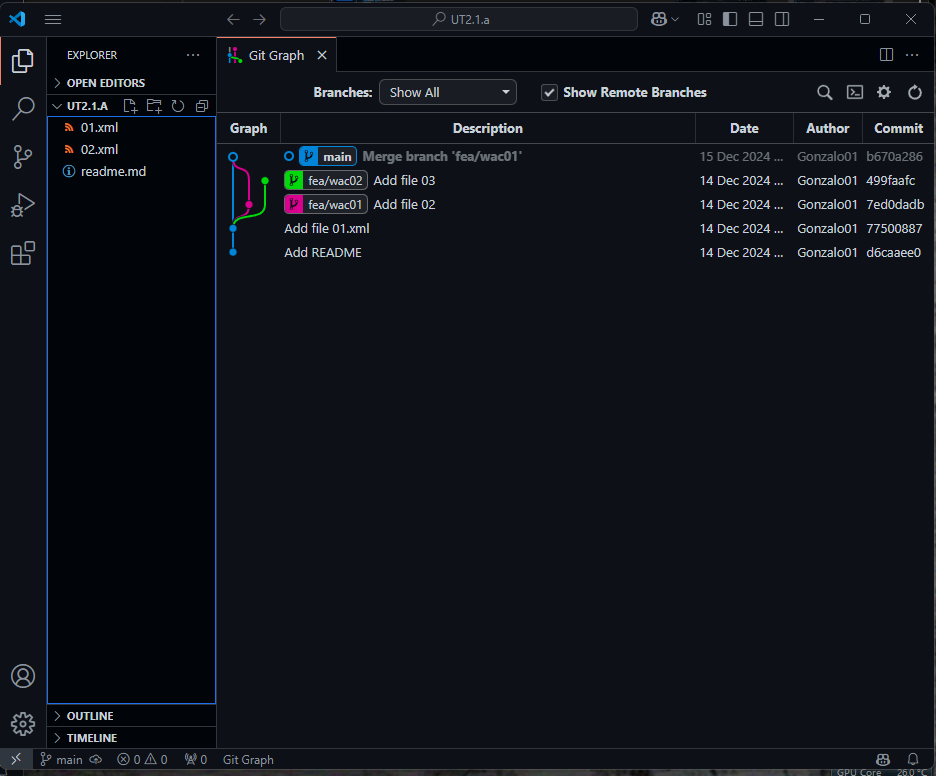 UT2.1.a
EXPLORER
Git Graph
OPEN EDITORS
UT2.1.A
01.xml
02.xml
readme.md
Branches: Show All Show Remote Branches
Graph Description Date Author Commit
main Merge branch 'fea/wac01' 15 Dec 2024 ... Gonzalo01 b670a286
fea/wac02 Add file 03 14 Dec 2024 ... Gonzalo01 499faafc
fea/wac01 Add file 02 14 Dec 2024 ... Gonzalo01 7ed0dadb
Add file 01.xml 14 Dec 2024 ... Gonzalo01 77500887
Add README 14 Dec 2024 ... Gonzalo01 d6caaee0
OUTLINE
TIMELINE
main 0 0 0 Git Graph
GPU Core 26.0 °C